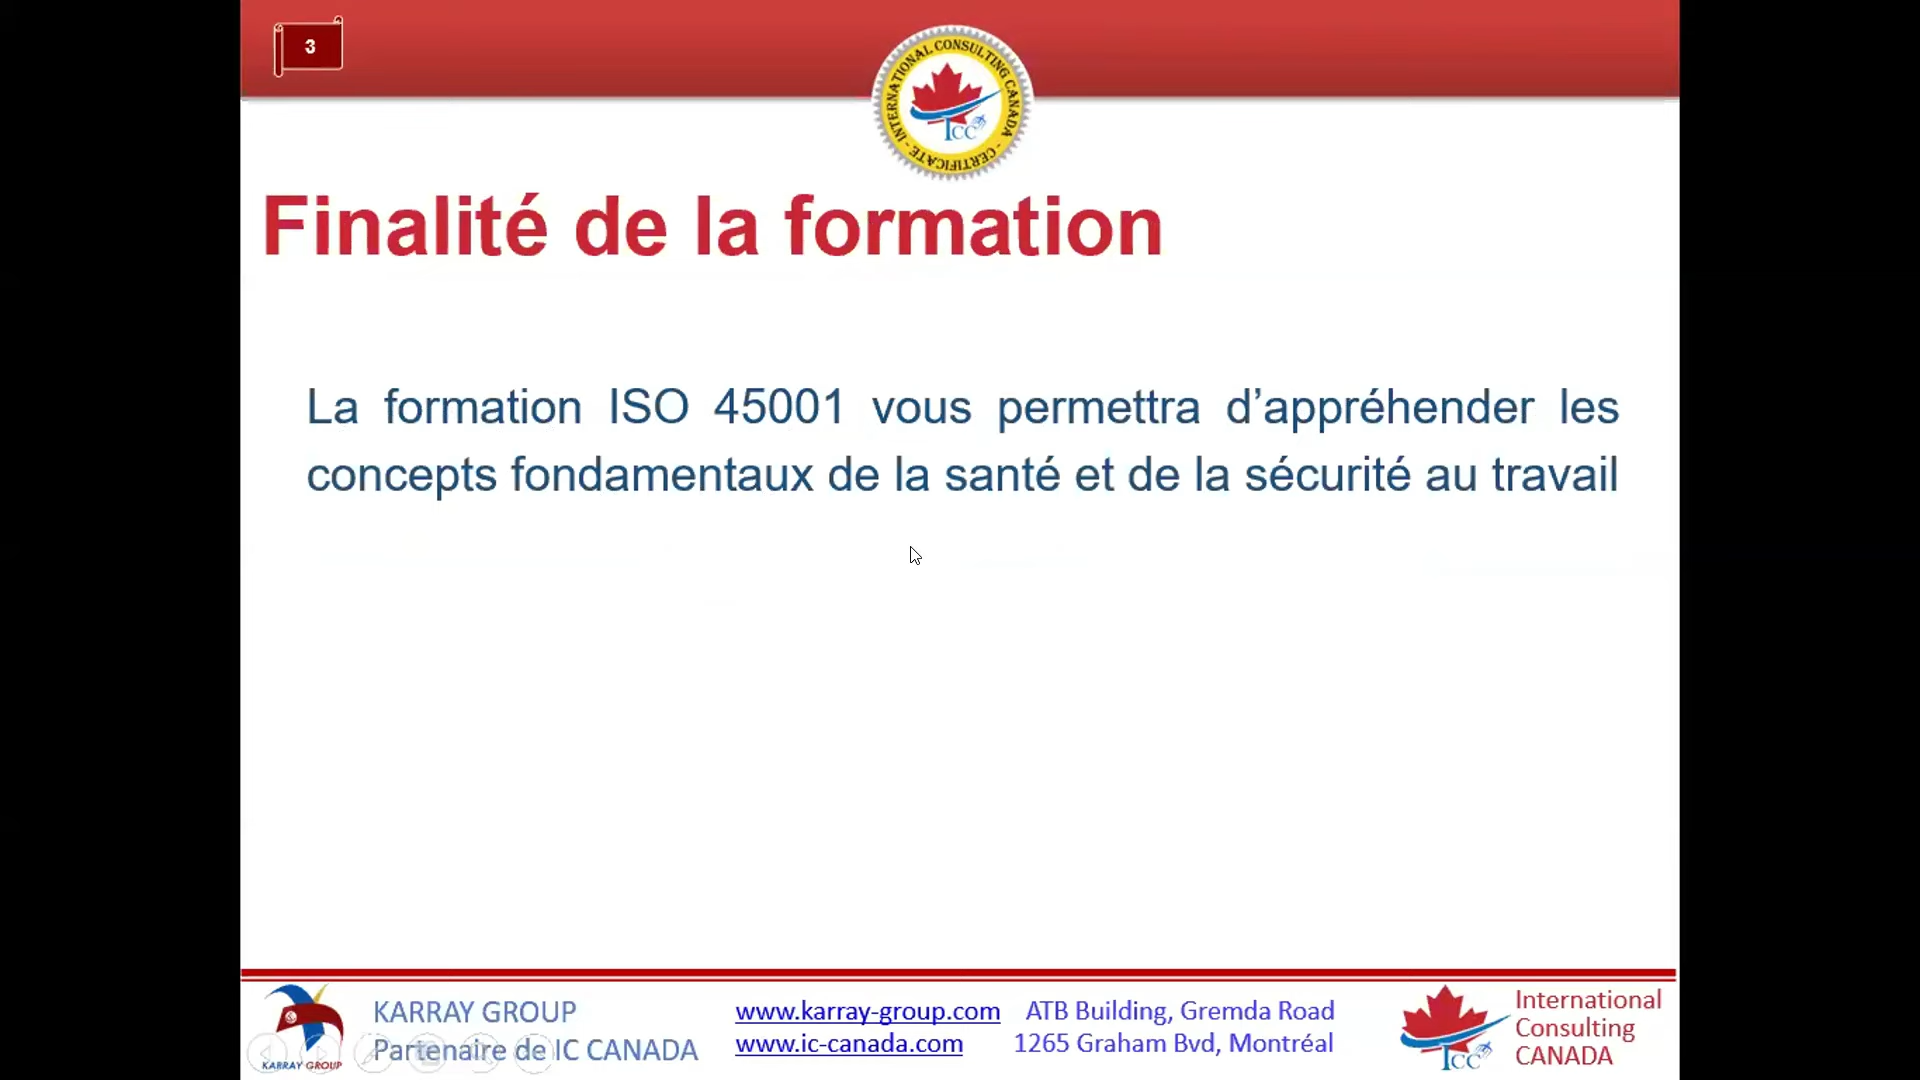 3
INTERNATIONAL CONSULTING CANADA
ICC
- CERTIFICATE -
Finalité de la formation
La formation ISO 45001 vous permettra d’appréhender les
concepts fondamentaux de la santé et de la sécurité au travail
KARRAY GROUP
KARRAY GROUP
Partenaire de IC CANADA
www.karray-group.com
www.ic-canada.com
ATB Building, Gremda Road
1265 Graham Bvd, Montréal
ICC
International
Consulting
CANADA